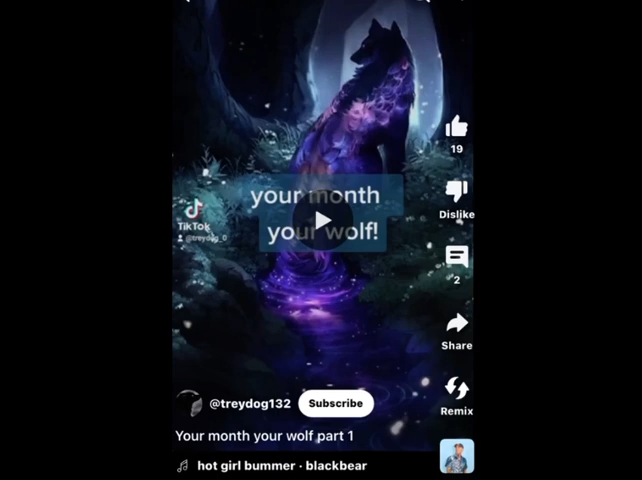 your month
your wolf!
TikTok
@treydog_0
19
Dislike
2
Share
Remix
@treydog132
Subscribe
Your month your wolf part 1
hot girl bummer · blackbear